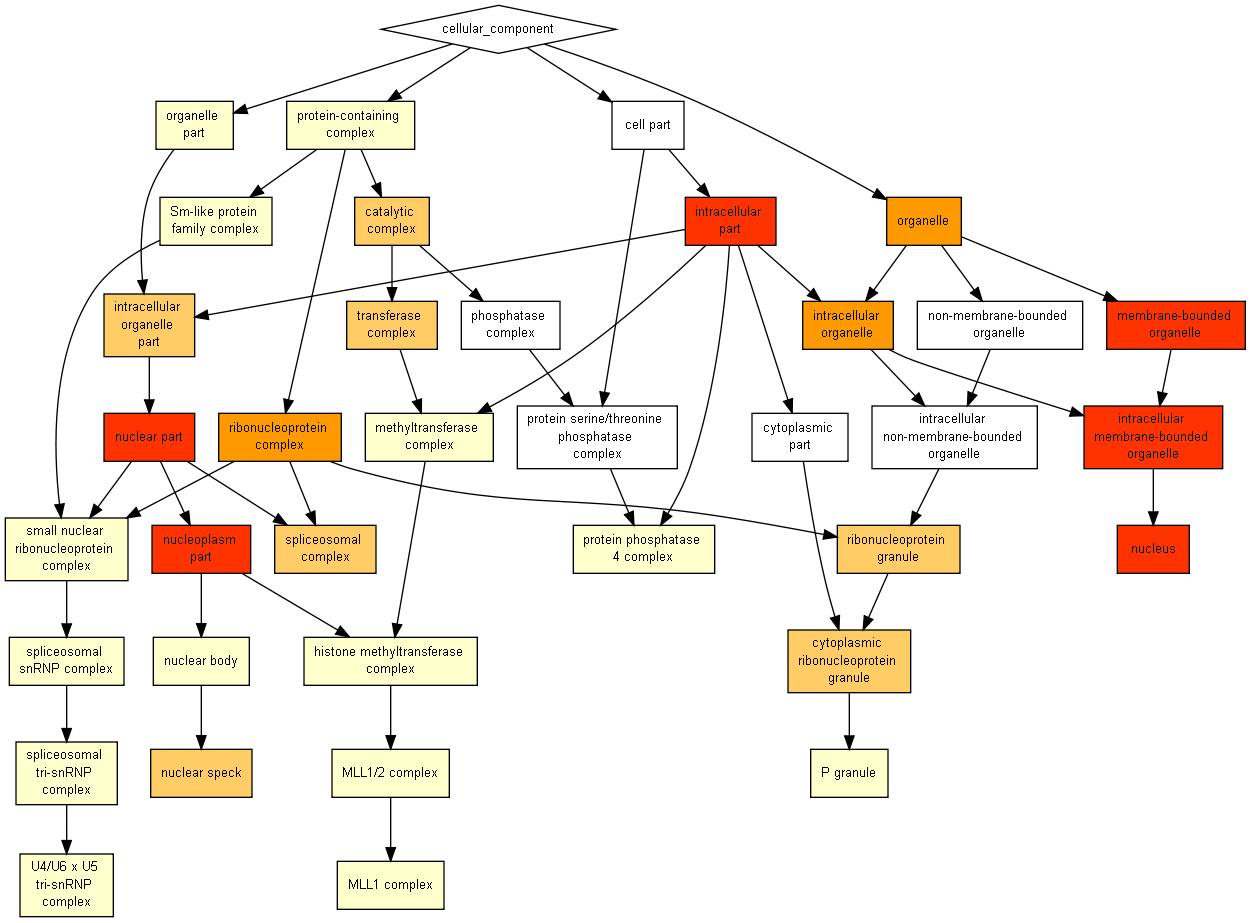 cellular_component
organelle
part
protein-containing
complex
cell part
Sm-like protein
family complex
catalytic
complex
intracellular
part
organelle
intracellular
organelle
part
transferase
complex
phosphatase
complex
intracellular
organelle
non-membrane-bounded
organelle
membrane-bounded
organelle
nuclear part
ribonucleoprotein
complex
methyltransferase
complex
protein serine/threonine
phosphatase
complex
cytoplasmic
part
intracellular
non-membrane-bounded
organelle
intracellular
membrane-bounded
organelle
small nuclear
ribonucleoprotein
complex
nucleoplasm
part
spliceosomal
complex
protein phosphatase
4 complex
ribonucleoprotein
granule
nucleus
spliceosomal
snRNP complex
nuclear body
histone methyltransferase
complex
cytoplasmic
ribonucleoprotein
granule
spliceosomal
tri-snRNP
complex
nuclear speck
MLL1/2 complex
P granule
U4/U6 x U5
tri-snRNP
complex
MLL1 complex